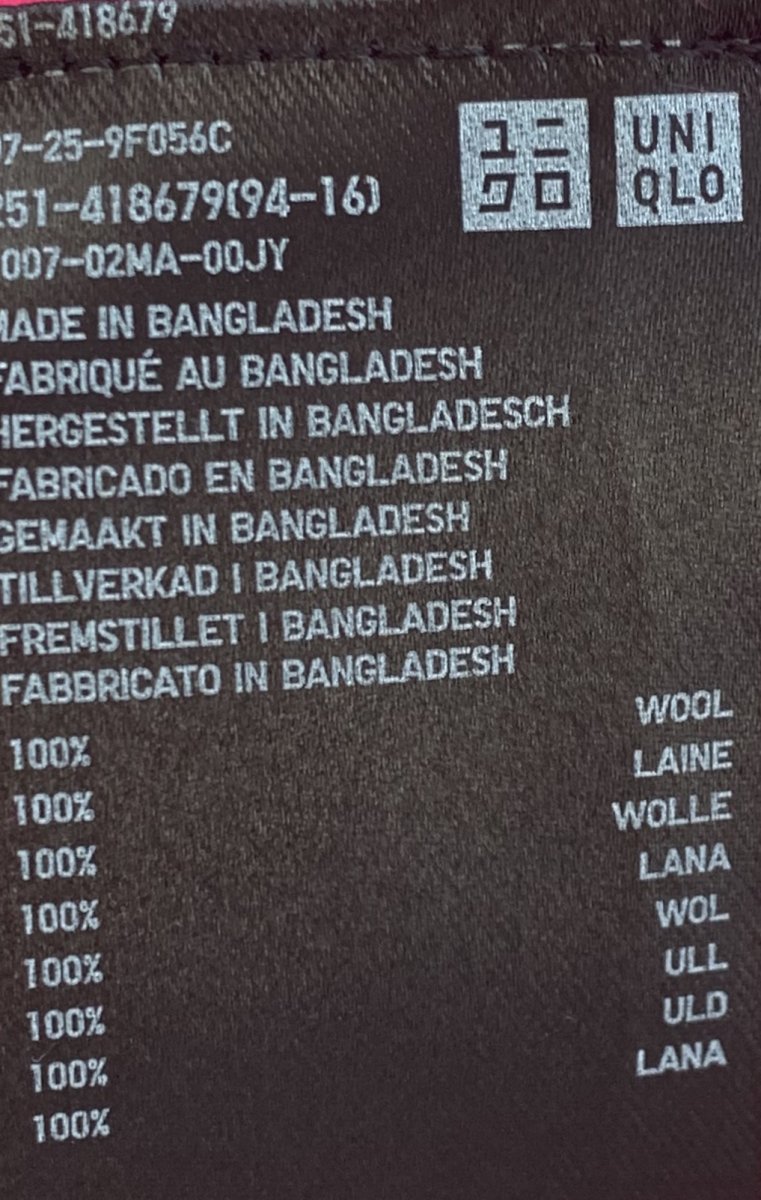 51-418679
07-25-9F056C
ユニ
クロ
UNI
QLO
251-418679(94-16)
007-02MA-00JY
MADE IN BANGLADESH
FABRIQUÉ AU BANGLADESH
HERGESTELLT IN BANGLADESCH
FABRICADO EN BANGLADESH
GEMAAKT IN BANGLADESH
TILLVERKAD I BANGLADESH
FREMSTILLET I BANGLADESH
FABBRICATO IN BANGLADESH
100% WOOL
100% LAINE
100% WOLLE
100% LANA
100% WOL
100% ULL
100% ULD
100% LANA